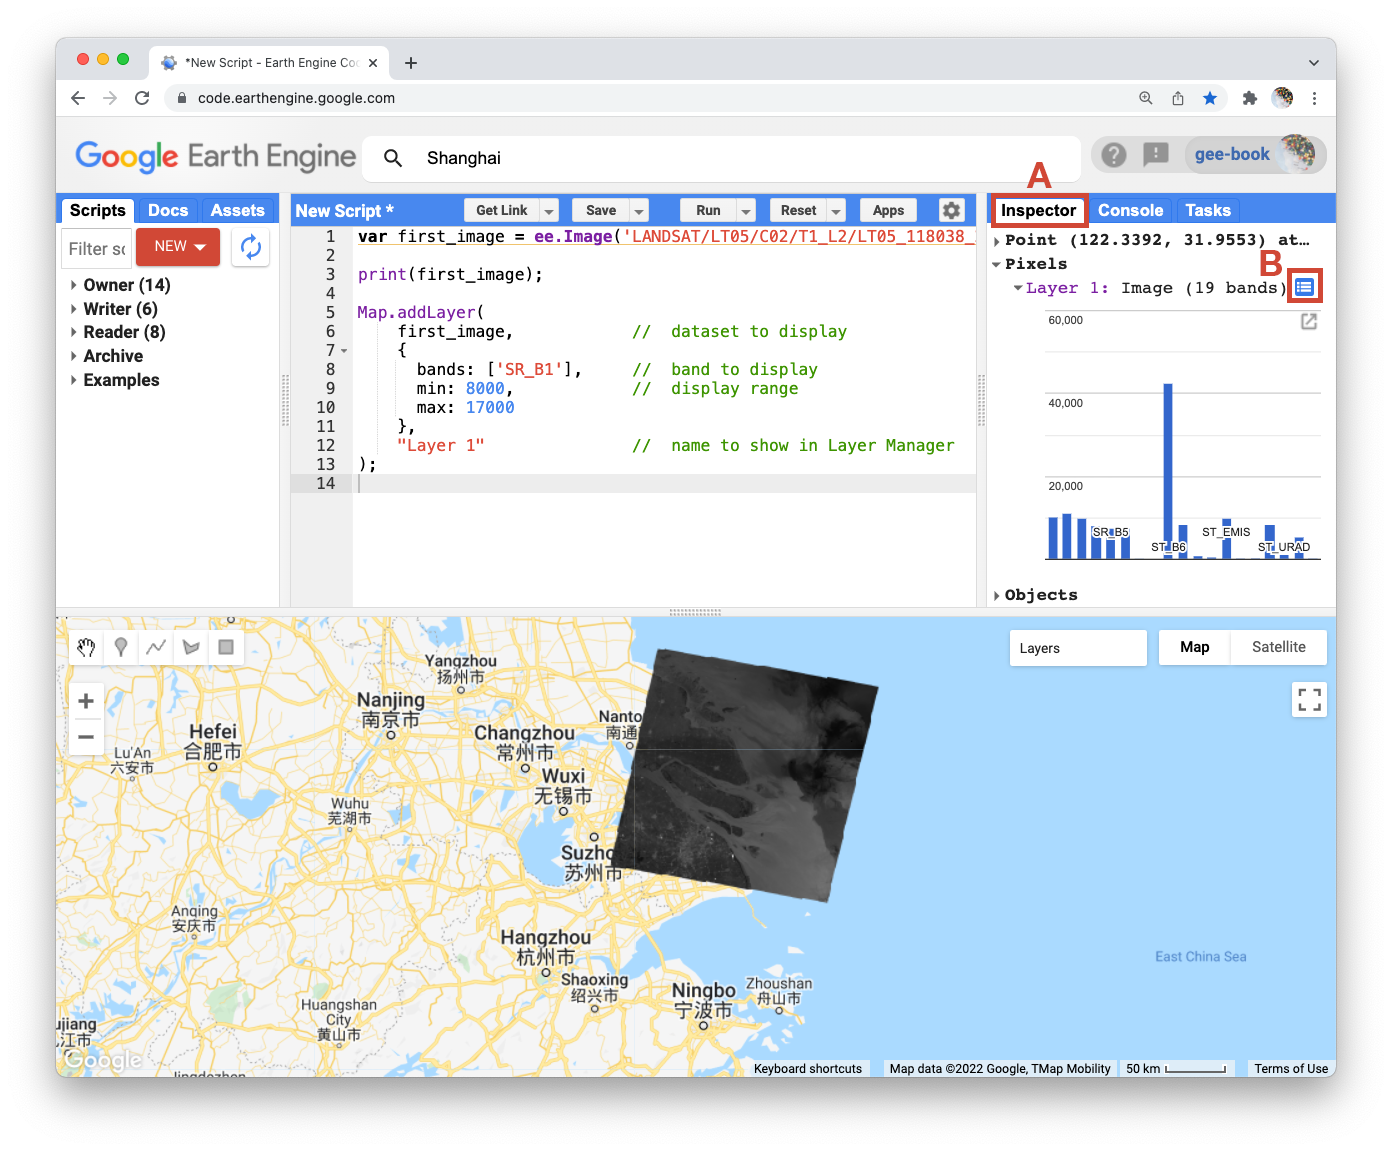 *New Script - Earth Engine Co
code.earthengine.google.com
Google Earth Engine
Shanghai
gee-book
A
Scripts Docs Assets
New Script *
Get Link Save Run Reset Apps
Inspector Console Tasks
Filter sc
NEW
Owner (14)
Writer (6)
Reader (8)
Archive
Examples
1 var first_image = ee.Image('LANDSAT/LT05/C02/T1_L2/LT05_118038_
2
3 print(first_image);
4
5 Map.addLayer(
6 first_image, // dataset to display
7 {
8 bands: ['SR_B1'], // band to display
9 min: 8000, // display range
10 max: 17000
11 },
12 "Layer 1" // name to show in Layer Manager
13 );
14
Point (122.3392, 31.9553) at…
B
Pixels
Layer 1: Image (19 bands)
60,000
40,000
20,000
SR_B5
ST_B6
ST_EMIS
ST_URAD
Objects
Layers
Map Satellite
Yangzhou
扬州市
Nanjing
南京市
Nanto
南通
Hefei
合肥市
Changzhou
常州市
Lu'An
六安市
Wuxi
无锡市
Wuhu
芜湖市
Suzho
苏州市
Anqing
安庆市
Hangzhou
杭州市
East China Sea
Shaoxing
绍兴市
Ningbo
宁波市
Zhoushan
舟山市
Huangshan
City
黄山市
ujiang
江市
Google
Jingdezhen
Keyboard shortcuts
Map data ©2022 Google, TMap Mobility
50 km
Terms of Use